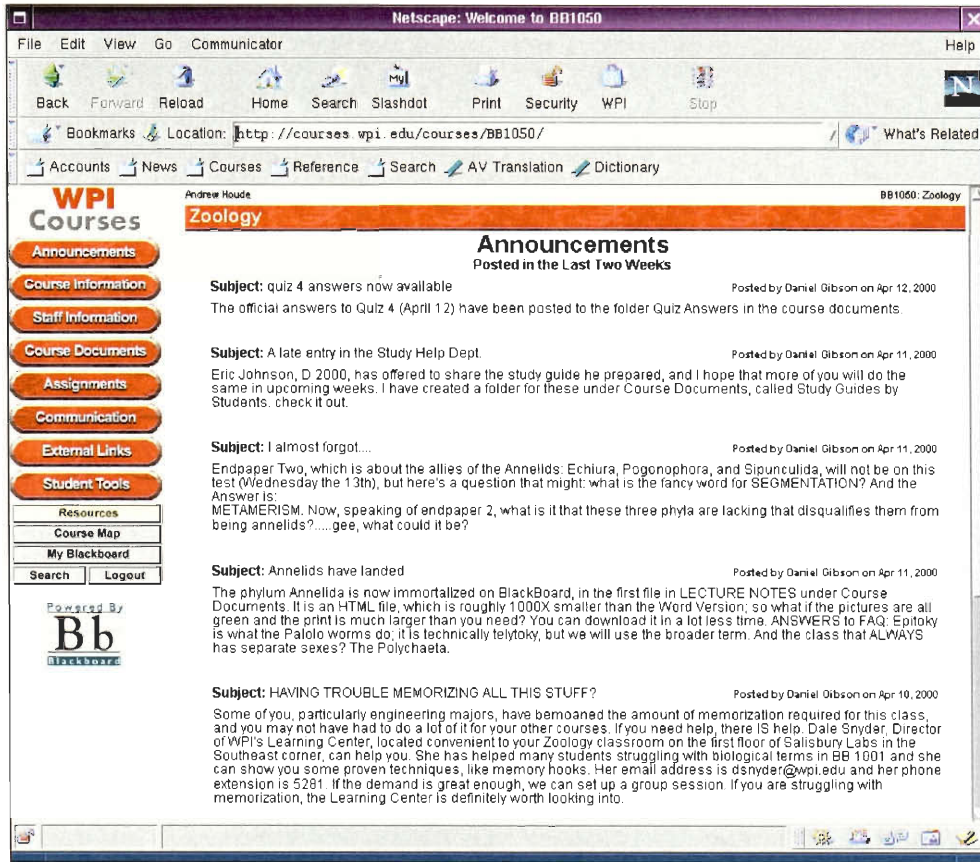 Netscape: Welcome to BB1050
File Edit View Go Communicator Help
Back Forward Reload Home Search Slashdot Print Security WPI Stop
My!
N
Bookmarks Location: http://courses.wpi.edu/courses/BB1050/ What's Related
Accounts News Courses Reference Search AV Translation Dictionary
WPI
Courses
Announcements
Course Information
Staff Information
Course Documents
Assignments
Communication
External Links
Student Tools
Resources
Course Map
My Blackboard
Search Logout
Powered By
Bb
Blackboard
Andrew Houde BB1050: Zoology
Zoology
Announcements
Posted in the Last Two Weeks
Subject: quiz 4 answers now available Posted by Daniel Gibson on Apr 12, 2000
The official answers to Quiz 4 (April 12) have been posted to the folder Quiz Answers in the course documents.
Subject: A late entry in the Study Help Dept. Posted by Daniel Gibson on Apr 11, 2000
Eric Johnson, D 2000, has offered to share the study guide he prepared, and I hope that more of you will do the
same in upcoming weeks. I have created a folder for these under Course Documents, called Study Guides by
Students. check it out.
Subject: I almost forgot.... Posted by Daniel Gibson on Apr 11, 2000
Endpaper Two, which is about the allies of the Annelids: Echiura, Pogonophora, and Sipunculida, will not be on this
test (Wednesday the 13th), but here's a question that might: what is the fancy word for SEGMENTATION? And the
Answer is:
METAMERISM. Now, speaking of endpaper 2, what is it that these three phyla are lacking that disqualifies them from
being annelids?.....gee, what could it be?
Subject: Annelids have landed Posted by Daniel Gibson on Apr 11, 2000
The phylum Annelida is now immortalized on BlackBoard, in the first file in LECTURE NOTES under Course
Documents. It is an HTML file, which is roughly 1000X smaller than the Word Version; so what if the pictures are all
green and the print is much larger than you need? You can download it in a lot less time. ANSWERS to FAQ: Epitoky
is what the Palolo worms do; it is technically telytoky, but we will use the broader term. And the class that ALWAYS
has separate sexes? The Polychaeta.
Subject: HAVING TROUBLE MEMORIZING ALL THIS STUFF? Posted by Daniel Gibson on Apr 10, 2000
Some of you, particularly engineering majors, have bemoaned the amount of memorization required for this class,
and you may not have had to do a lot of it for your other courses. If you need help, there IS help. Dale Snyder, Director
of WPI's Learning Center, located convenient to your Zoology classroom on the first floor of Salisbury Labs in the
Southeast corner, can help you. She has helped many students struggling with biological terms in BB 1001 and she
can show you some proven techniques, like memory hooks. Her email address is dsnyder@wpi.edu and her phone
extension is 5281. If the demand is great enough, we can set up a group session. If you are struggling with
memorization, the Learning Center is definitely worth looking into.